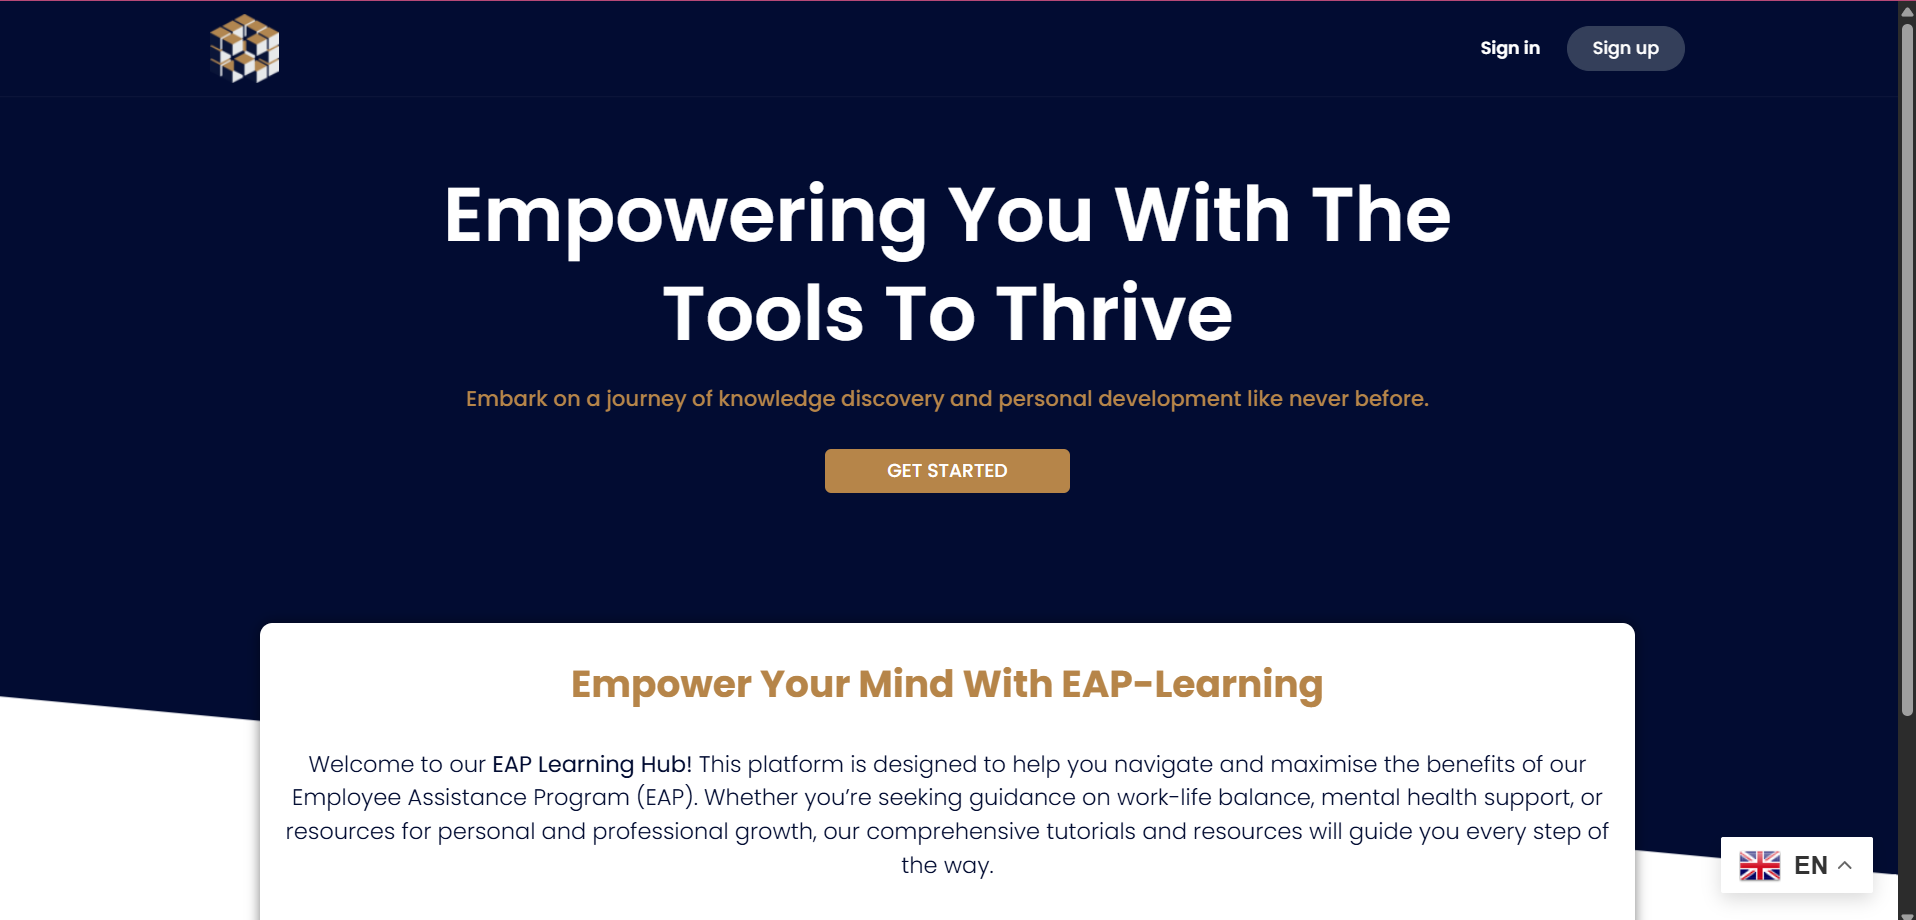 Sign in
Sign up
Empowering You With The
Tools To Thrive
Embark on a journey of knowledge discovery and personal development like never before.
GET STARTED
Empower Your Mind With EAP-Learning
Welcome to our EAP Learning Hub! This platform is designed to help you navigate and maximise the benefits of our
Employee Assistance Program (EAP). Whether you’re seeking guidance on work-life balance, mental health support, or
resources for personal and professional growth, our comprehensive tutorials and resources will guide you every step of
the way.
EN